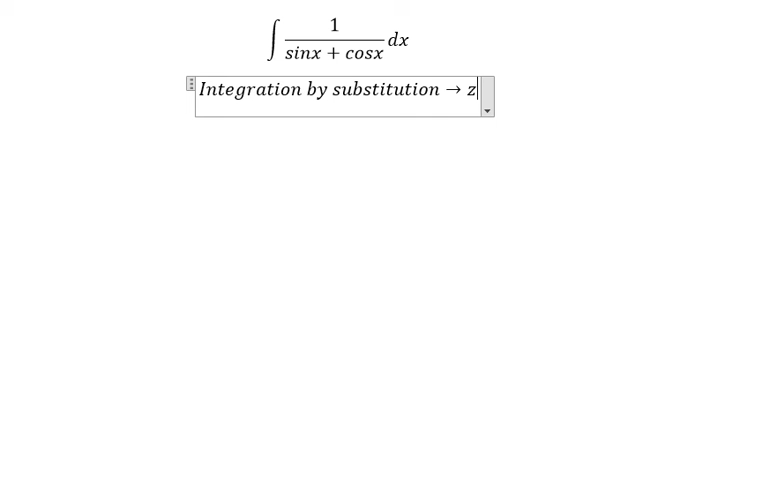 ∫ 1/(sinx + cosx) dx
Integration by substitution → z